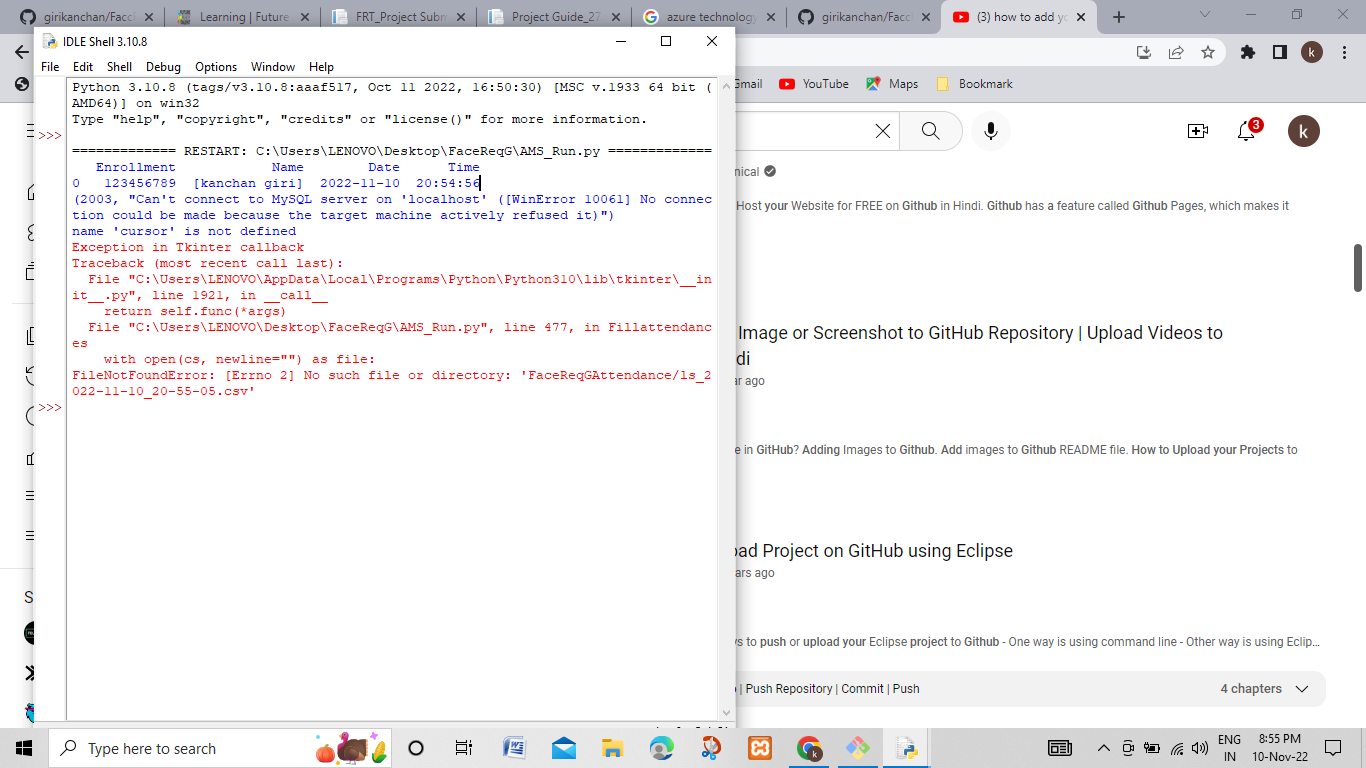 girikanchan/Facc
Learning | Future
FRT_Project Subm
Project Guide_27
azure technology
girikanchan/Facc
(3) how to add yo
IDLE Shell 3.10.8
File Edit Shell Debug Options Window Help
Python 3.10.8 (tags/v3.10.8:aaaf517, Oct 11 2022, 16:50:30) [MSC v.1933 64 bit (
AMD64)] on win32
Type "help", "copyright", "credits" or "license()" for more information.
>>>
============= RESTART: C:\Users\LENOVO\Desktop\FaceReqG\AMS_Run.py =============
Enrollment Name Date Time
0 123456789 [kanchan giri] 2022-11-10 20:54:56
(2003, "Can't connect to MySQL server on 'localhost' ([WinError 10061] No connec
tion could be made because the target machine actively refused it)")
name 'cursor' is not defined
Exception in Tkinter callback
Traceback (most recent call last):
File "C:\Users\LENOVO\AppData\Local\Programs\Python\Python310\lib\tkinter\__in
it__.py", line 1921, in __call__
return self.func(*args)
File "C:\Users\LENOVO\Desktop\FaceReqG\AMS_Run.py", line 477, in Fillattendanc
es
with open(cs, newline="") as file:
FileNotFoundError: [Errno 2] No such file or directory: 'FaceReqGAttendance/ls_2
022-11-10_20-55-05.csv'
>>>
Gmail YouTube Maps Bookmark
k
3
k
nical
Host your Website for FREE on Github in Hindi. Github has a feature called Github Pages, which makes it
Image or Screenshot to GitHub Repository | Upload Videos to
di
ar ago
e in GitHub? Adding Images to Github. Add images to Github README file. How to Upload your Projects to
oad Project on GitHub using Eclipse
ars ago
ys to push or upload your Eclipse project to Github - One way is using command line - Other way is using Eclip...
| Push Repository | Commit | Push
4 chapters
S
Type here to search
ENG
IN
8:55 PM
10-Nov-22